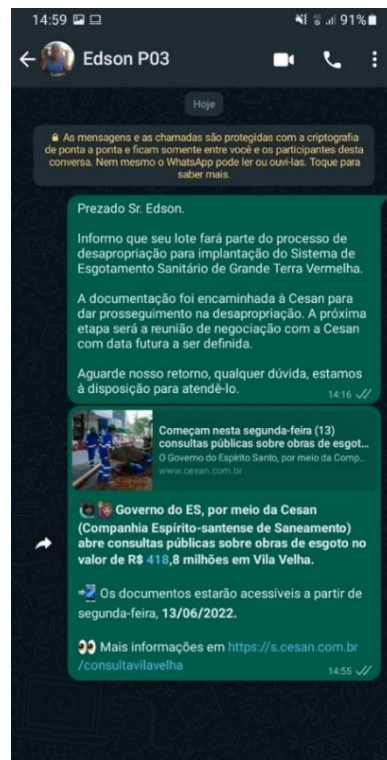 14:59 91%
Edson P03
Hoje
As mensagens e as chamadas são protegidas com a criptografia
de ponta a ponta e ficam somente entre você e os participantes desta
conversa. Nem mesmo o WhatsApp pode ler ou ouvi-las. Toque para
saber mais.
Prezado Sr. Edson.
Informo que seu lote fará parte do processo de
desapropriação para implantação do Sistema de
Esgotamento Sanitário de Grande Terra Vermelha.
A documentação foi encaminhada à Cesan para
dar prosseguimento na desapropriação. A próxima
etapa será a reunião de negociação com a Cesan
com data futura a ser definida.
Aguarde nosso retorno, qualquer dúvida, estamos
à disposição para atendê-lo.
14:16
Começam nesta segunda-feira (13)
consultas públicas sobre obras de esgot...
O Governo do Espírito Santo, por meio da Comp...
www.cesan.com.br
Governo do ES, por meio da Cesan
(Companhia Espírito-santense de Saneamento)
abre consultas públicas sobre obras de esgoto no
valor de R$ 418,8 milhões em Vila Velha.
Os documentos estarão acessíveis a partir de
segunda-feira, 13/06/2022.
Mais informações em https://s.cesan.com.br
/consultavilavelha
14:55